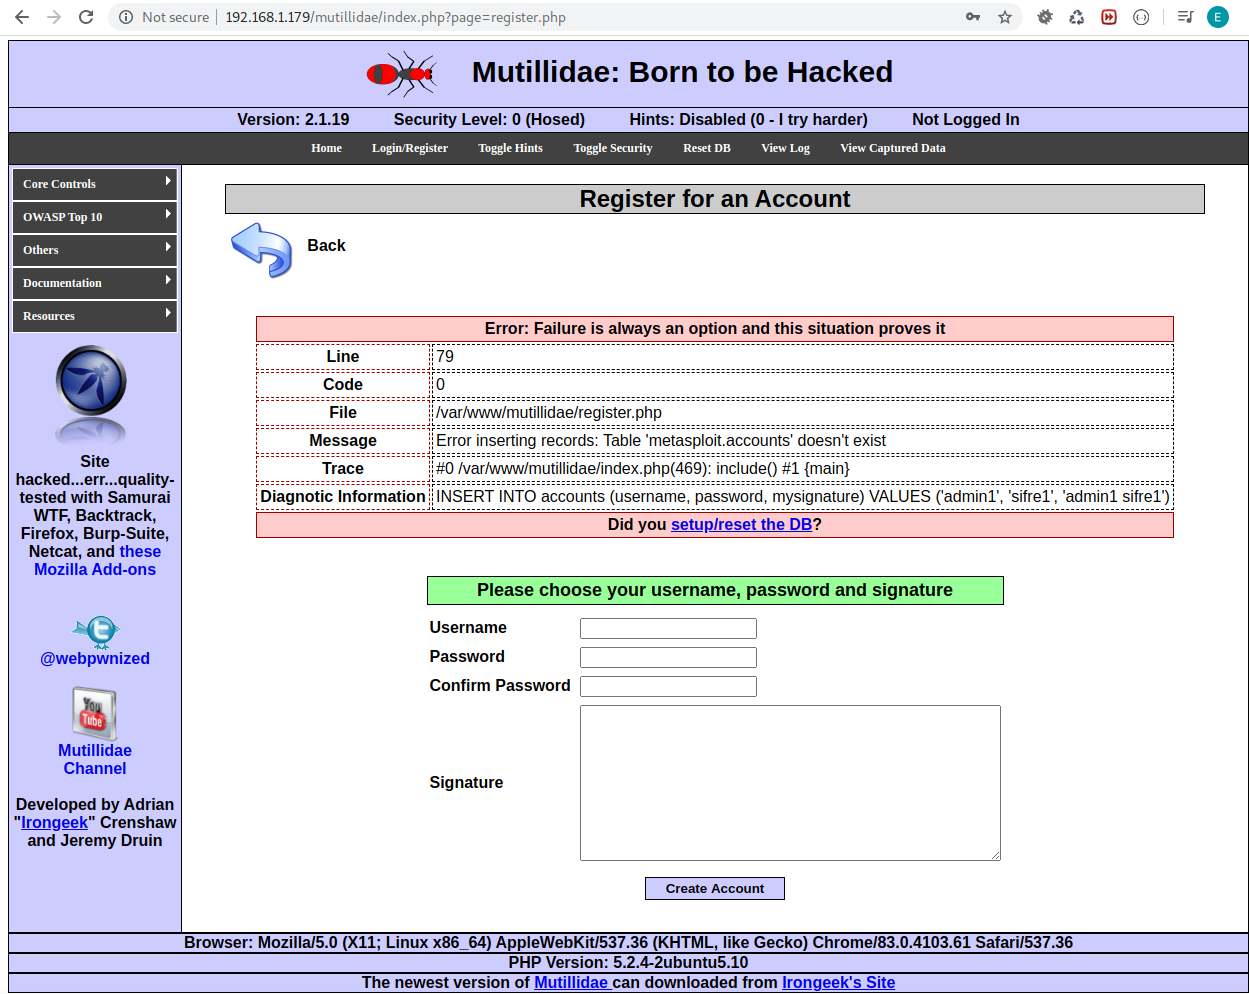 Not secure 192.168.1.179/mutillidae/index.php?page=register.php
E
Mutillidae: Born to be Hacked
Version: 2.1.19 Security Level: 0 (Hosed) Hints: Disabled (0 - I try harder) Not Logged In
Home Login/Register Toggle Hints Toggle Security Reset DB View Log View Captured Data
Core Controls
OWASP Top 10
Others
Documentation
Resources
Site
hacked...err...quality-
tested with Samurai
WTF, Backtrack,
Firefox, Burp-Suite,
Netcat, and these
Mozilla Add-ons
@webpwnized
You
Tube
Mutillidae
Channel
Developed by Adrian
"Irongeek" Crenshaw
and Jeremy Druin
Register for an Account
Back
Error: Failure is always an option and this situation proves it
Line 79
Code 0
File /var/www/mutillidae/register.php
Message Error inserting records: Table 'metasploit.accounts' doesn't exist
Trace #0 /var/www/mutillidae/index.php(469): include() #1 {main}
Diagnotic Information INSERT INTO accounts (username, password, mysignature) VALUES ('admin1', 'sifre1', 'admin1 sifre1')
Did you setup/reset the DB?
Please choose your username, password and signature
Username
Password
Confirm Password
Signature
Create Account
Browser: Mozilla/5.0 (X11; Linux x86_64) AppleWebKit/537.36 (KHTML, like Gecko) Chrome/83.0.4103.61 Safari/537.36
PHP Version: 5.2.4-2ubuntu5.10
The newest version of Mutillidae can downloaded from Irongeek's Site